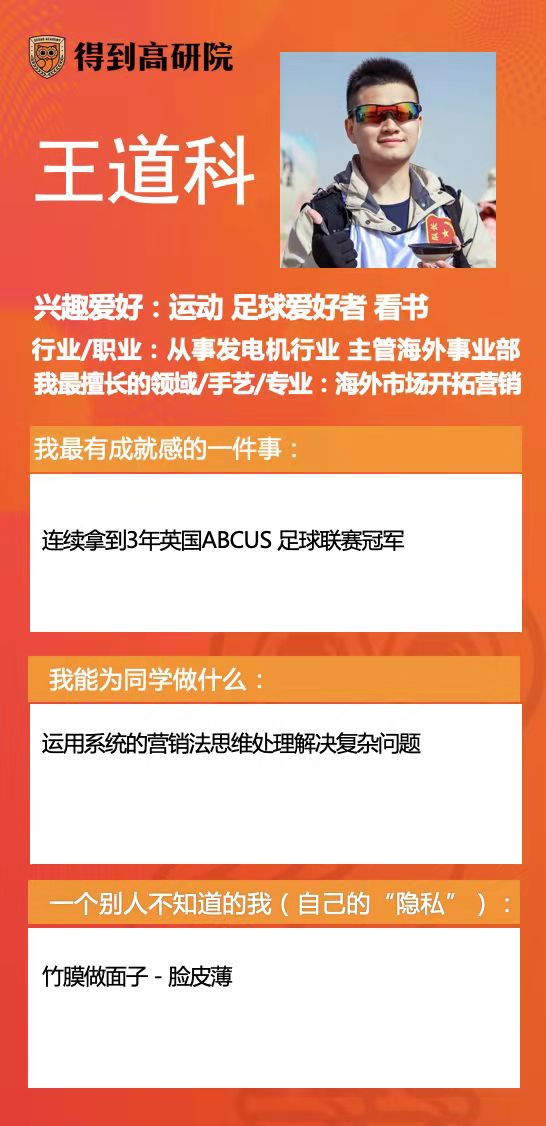 得到高研院
王道科
兴趣爱好：运动 足球爱好者 看书
行业/职业：从事发电机行业 主管海外事业部
我最擅长的领域/手艺/专业：海外市场开拓营销
我最有成就感的一件事：
连续拿到3年英国ABCUS 足球联赛冠军
我能为同学做什么：
运用系统的营销法思维处理解决复杂问题
一个别人不知道的我（自己的“隐私”）：
竹膜做面子 - 脸皮薄